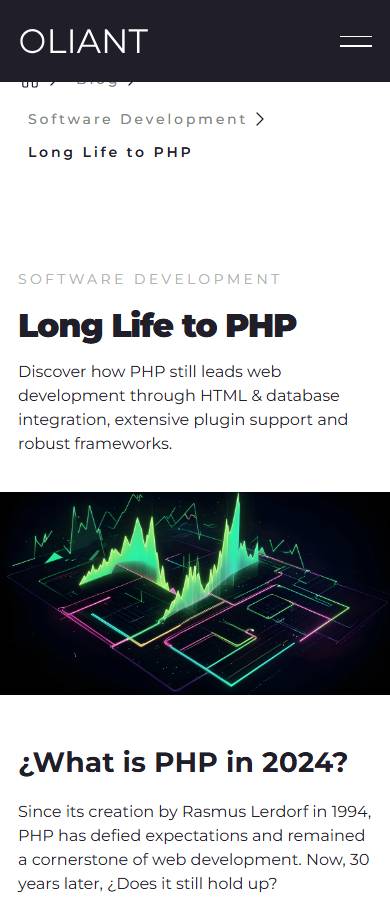 OLIANT
Blog
Software Development
Long Life to PHP
SOFTWARE DEVELOPMENT
Long Life to PHP
Discover how PHP still leads web
development through HTML & database
integration, extensive plugin support and
robust frameworks.
¿What is PHP in 2024?
Since its creation by Rasmus Lerdorf in 1994,
PHP has defied expectations and remained
a cornerstone of web development. Now, 30
years later, ¿Does it still hold up?